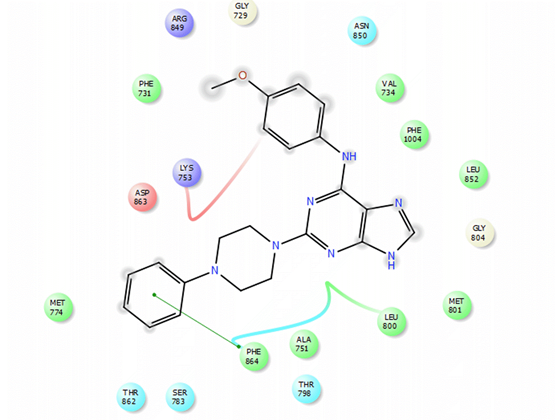 GLY
729
ARG
849
ASN
850
O
PHE
731
VAL
734
PHE
1004
NH
LYS
753
LEU
852
ASP
863
N
N
GLY
804
N
N
N
H
N
MET
774
MET
801
LEU
800
ALA
751
PHE
864
THR
862
SER
783
THR
798